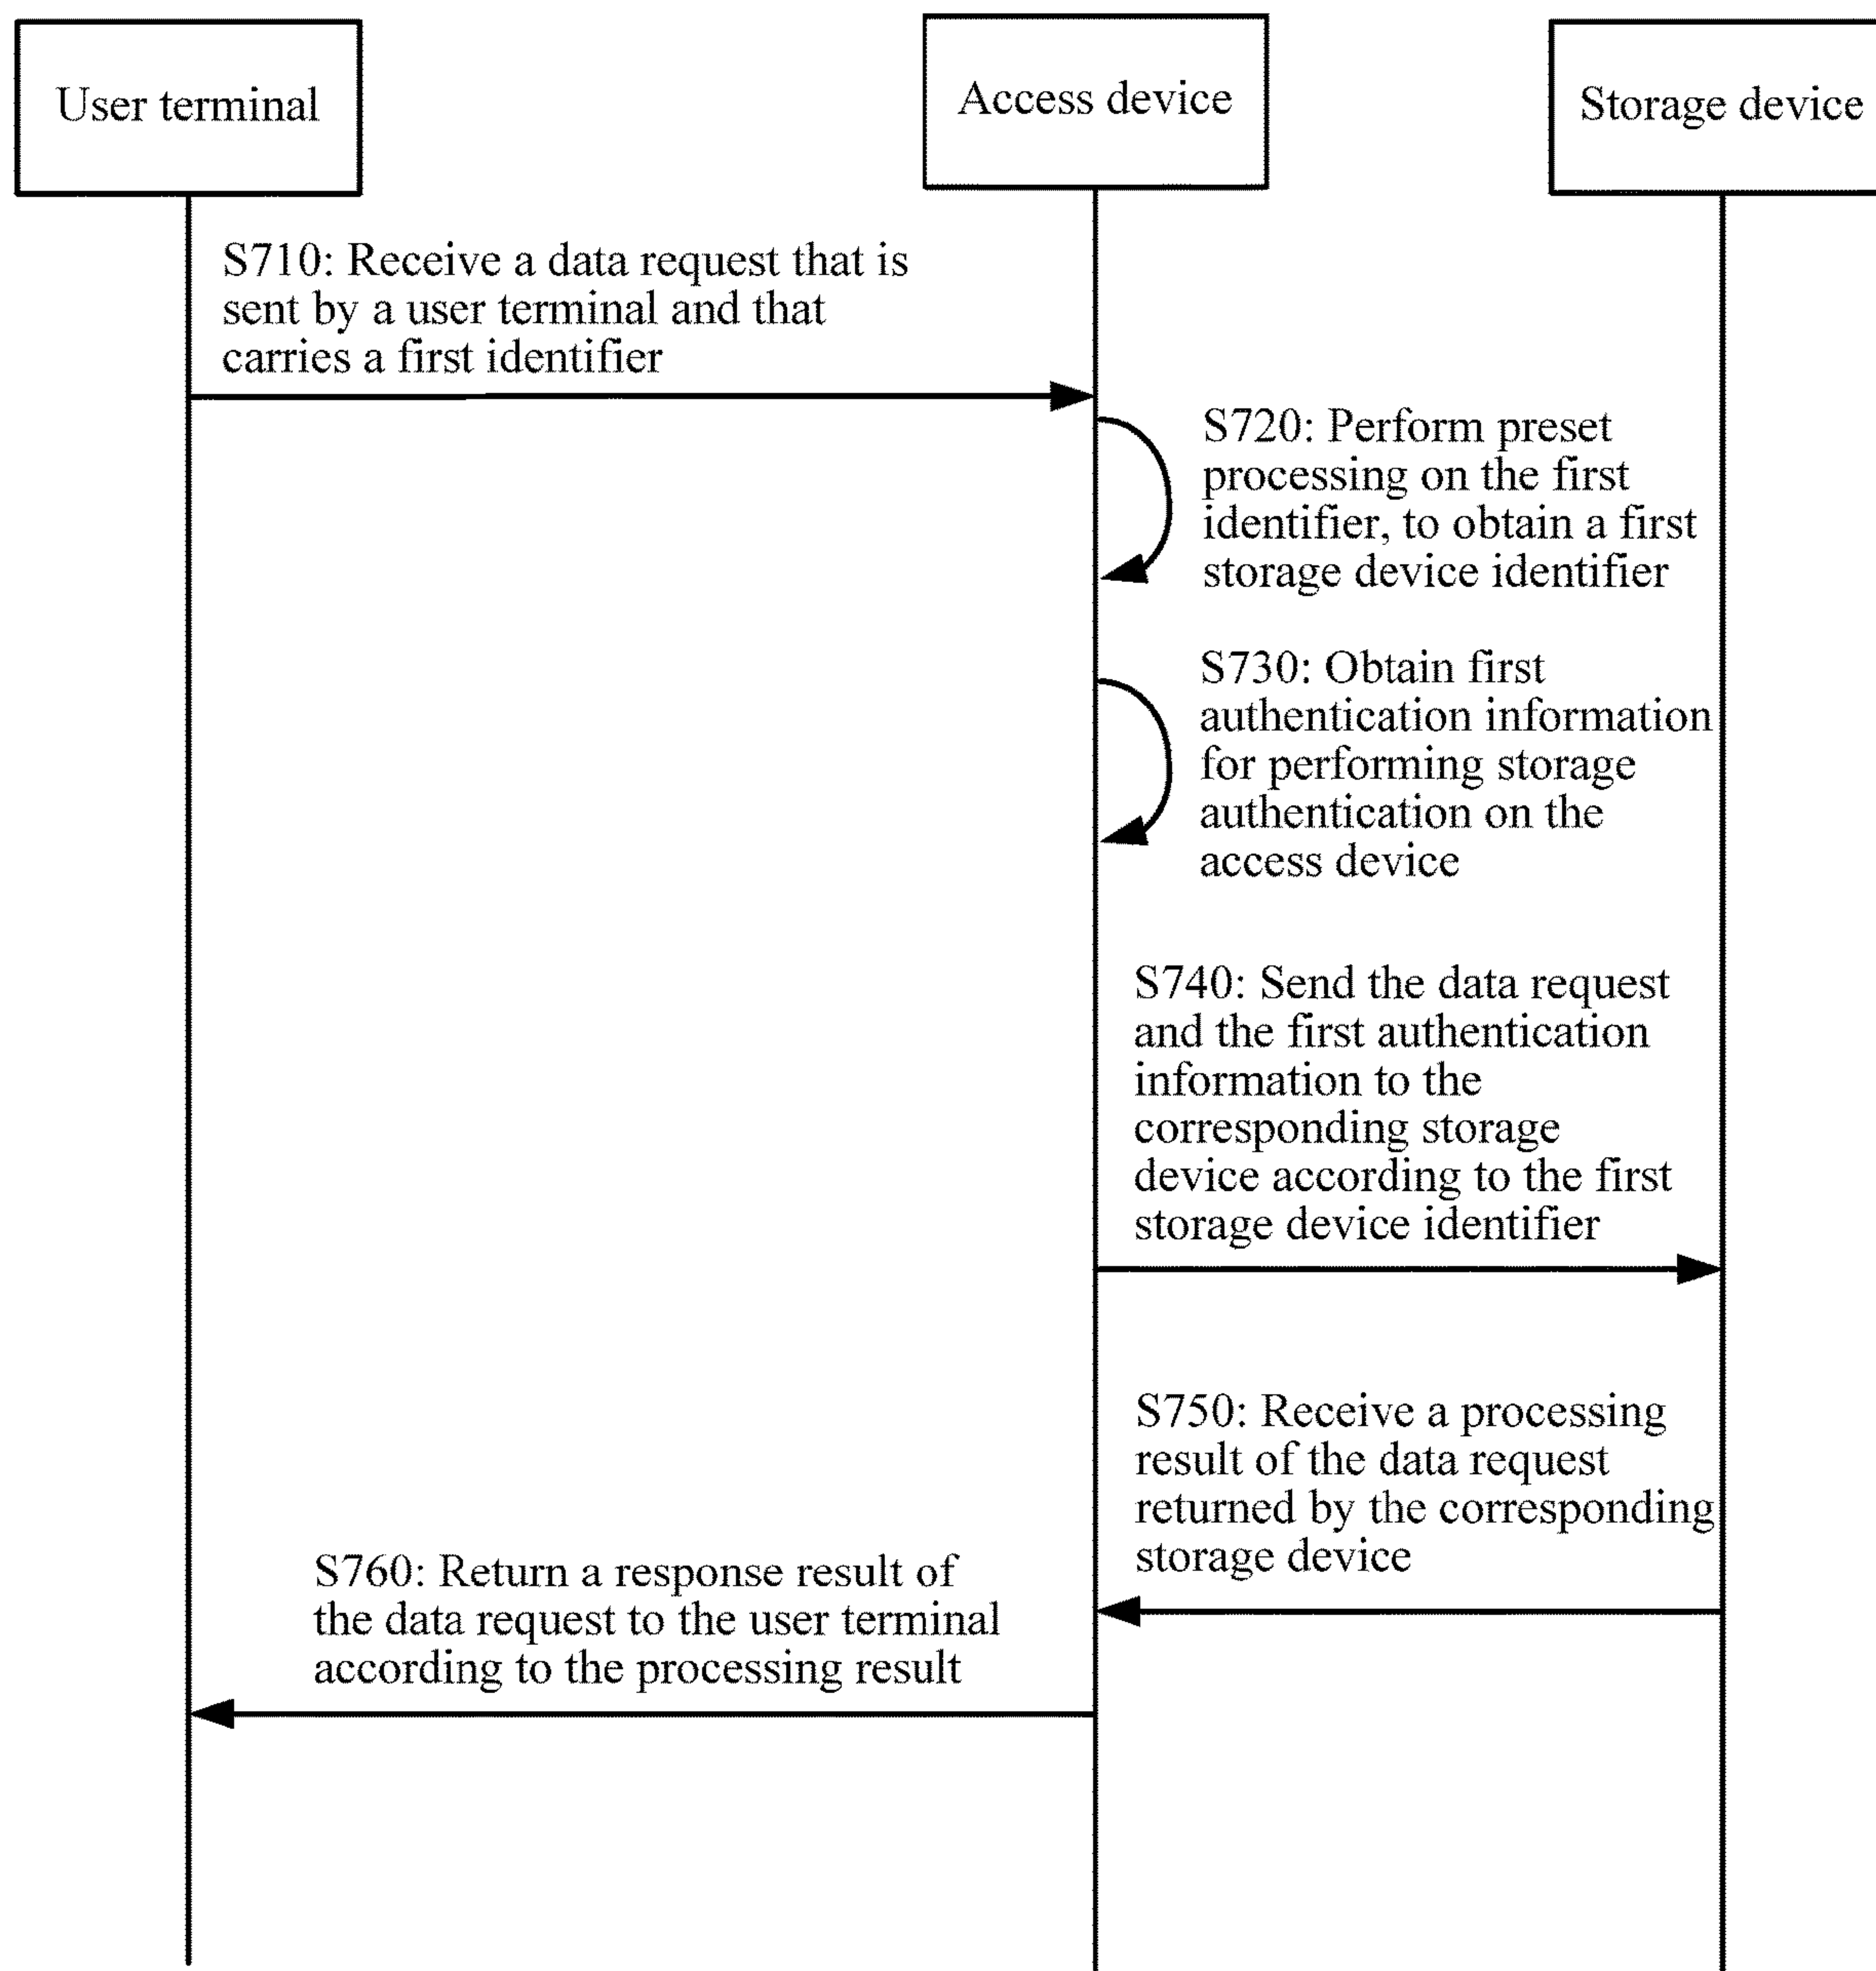 User terminal
Access device
Storage device
S710: Receive a data request that is
sent by a user terminal and that
carries a first identifier
S720: Perform preset
processing on the first
identifier, to obtain a first
storage device identifier
S730: Obtain first
authentication information
for performing storage
authentication on the
access device
S740: Send the data request
and the first authentication
information to the
corresponding storage
device according to the first
storage device identifier
S750: Receive a processing
result of the data request
returned by the corresponding
storage device
S760: Return a response result of
the data request to the user terminal
according to the processing result